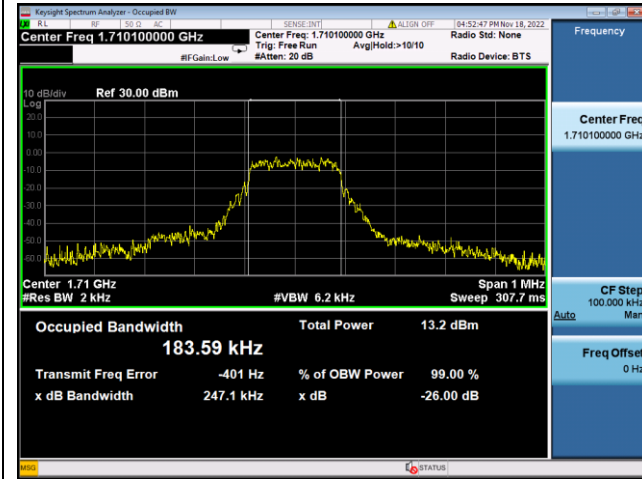 Keysight Spectrum Analyzer - Occupied BW
RL RF 50 Ω AC SENSE:INT ALIGN OFF 04:52:47 PM Nov 18, 2022
Center Freq 1.710100000 GHz
Center Freq: 1.710100000 GHz
Radio Std: None
Trig: Free Run Avg|Hold:>10/10
#IFGain:Low
#Atten: 20 dB
Radio Device: BTS
Frequency
10 dB/div Ref 30.00 dBm
Log
20.0
10.0
0.00
-10.0
-20.0
-30.0
-40.0
-50.0
-60.0
Center 1.71 GHz
Span 1 MHz
#Res BW 2 kHz
#VBW 6.2 kHz
Sweep 307.7 ms
Center Freq
1.710100000 GHz
CF Step
100.000 kHz
Auto Man
Freq Offset
0 Hz
Occupied Bandwidth
183.59 kHz
Total Power 13.2 dBm
Transmit Freq Error -401 Hz
% of OBW Power 99.00 %
x dB Bandwidth 247.1 kHz
x dB -26.00 dB
MSG
STATUS